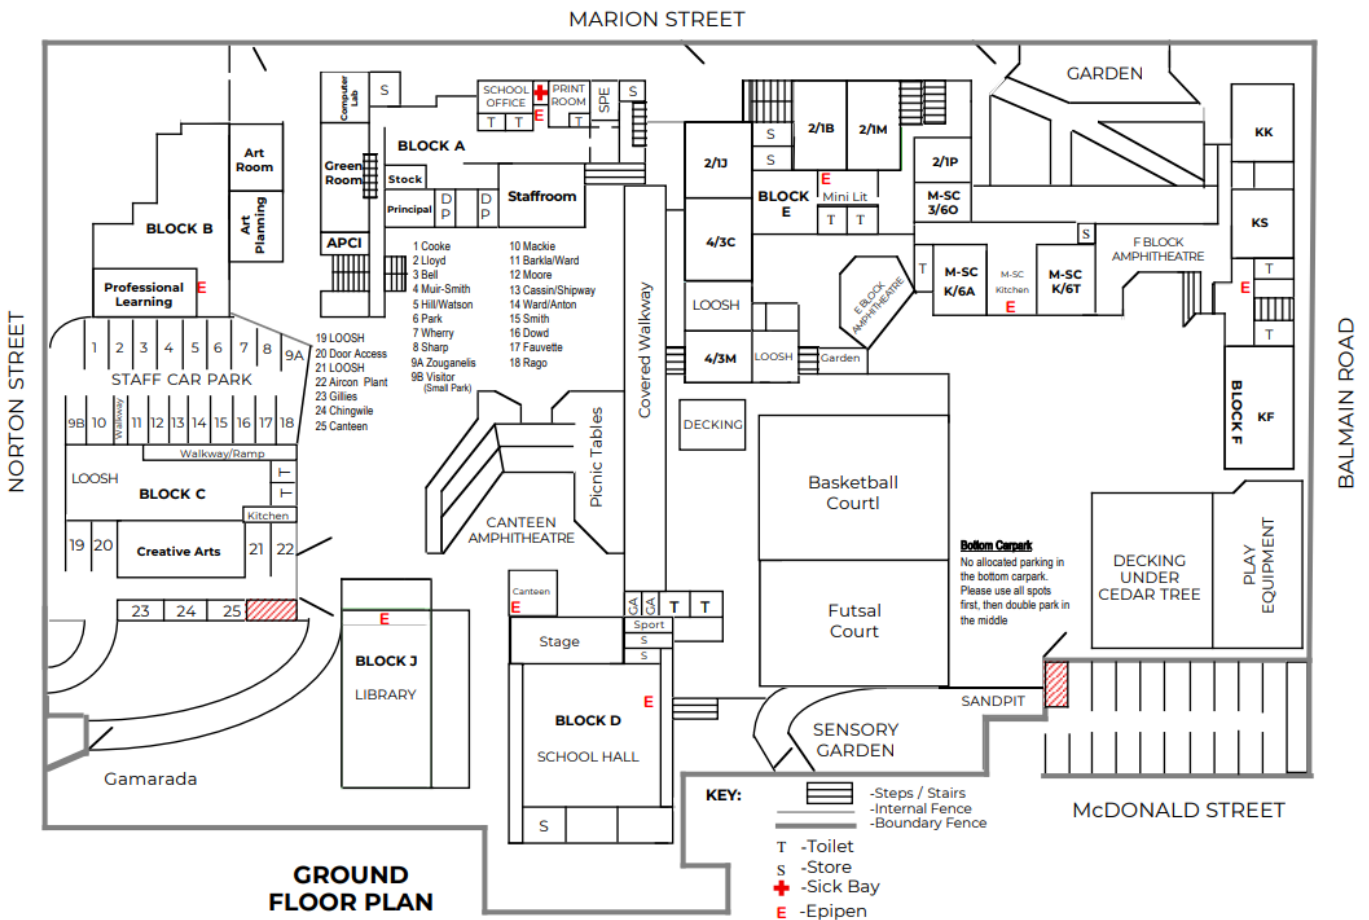 MARION STREET
NORTON STREET
BALMAIN ROAD
McDONALD STREET
GARDEN
Computer
Lab
S
SCHOOL
OFFICE
T
T
E
PRINT
ROOM
T
SPE
S
BLOCK A
Green
Room
Stock
Principal
DP
DP
Staffroom
APCI
Art
Room
Art
Planning
BLOCK B
Professional
Learning
E
1 Cooke
2 Lloyd
3 Bell
4 Muir-Smith
5 Hill/Watson
6 Park
7 Wherry
8 Sharp
9A Zouganelis
9B Visitor
(Small Park)
10 Mackie
11 Barkla/Ward
12 Moore
13 Cassin/Shipway
14 Ward/Anton
15 Smith
16 Dowd
17 Fauvette
18 Rago
19 LOOSH
20 Door Access
21 LOOSH
22 Aircon Plant
23 Gillies
24 Chingwile
25 Canteen
1
2
3
4
5
6
7
8
9A
STAFF CAR PARK
9B
10
Walkway
11
12
13
14
15
16
17
18
Walkway/Ramp
LOOSH
BLOCK C
T
T
Kitchen
19
20
Creative Arts
21
22
23
24
25
Gamarada
E
BLOCK J
LIBRARY
Picnic Tables
CANTEEN
AMPHITHEATRE
Covered Walkway
Canteen
E
GA
GA
T
T
Sport
S
S
Stage
E
BLOCK D
SCHOOL HALL
S
S
S
2/1B
2/1M
2/1J
E
BLOCK
E
Mini Lit
T
T
2/1P
M-SC
3/6O
4/3C
LOOSH
4/3M
LOOSH
Garden
E BLOCK
AMPHITHEATRE
T
M-SC
K/6A
M-SC
Kitchen
E
M-SC
K/6T
S
F BLOCK
AMPHITHEATRE
KK
KS
T
E
T
BLOCK F
KF
DECKING
Basketball
Courtl
Futsal
Court
Bottom Carpark
No allocated parking in
the bottom carpark.
Please use all spots
first, then double park in
the middle
DECKING
UNDER
CEDAR TREE
PLAY
EQUIPMENT
SANDPIT
SENSORY
GARDEN
KEY:
-Steps / Stairs
-Internal Fence
-Boundary Fence
T -Toilet
S -Store
-Sick Bay
E -Epipen
GROUND
FLOOR PLAN